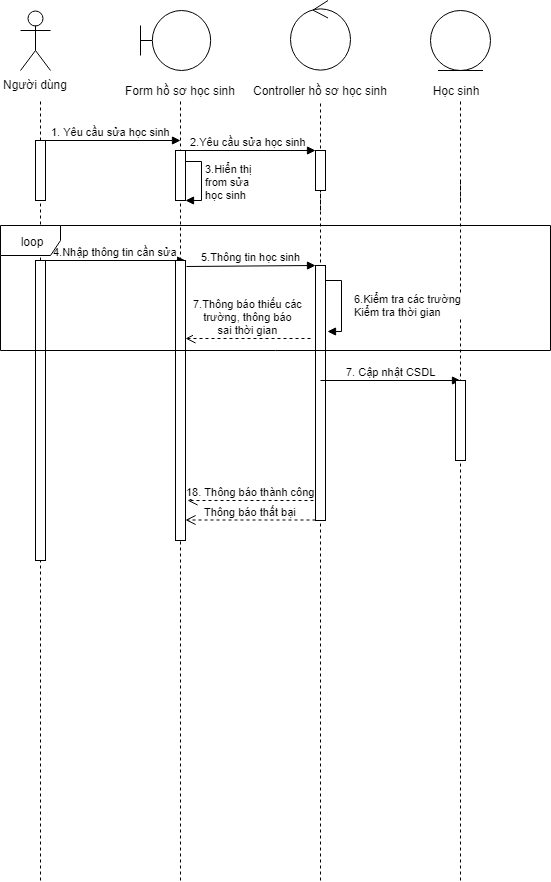 Người dùng
Form hồ sơ học sinh
Controller hồ sơ học sinh
Học sinh
1. Yêu cầu sửa học sinh
2.Yêu cầu sửa học sinh
3.Hiển thị
from sửa
học sinh
loop
4.Nhập thông tin cần sửa
5.Thông tin học sinh
6.Kiểm tra các trường
Kiểm tra thời gian
7.Thông báo thiếu các
trường, thông báo
sai thời gian
7. Cập nhật CSDL
18. Thông báo thành công
Thông báo thất bại